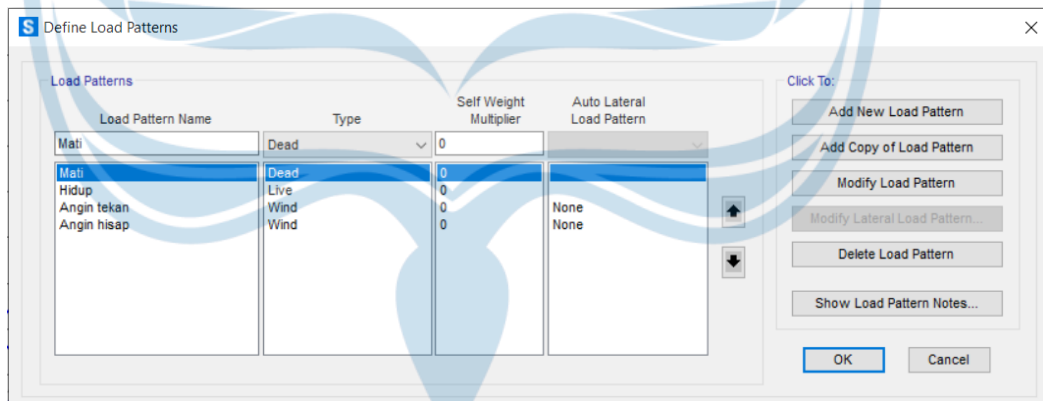 S Define Load Patterns
Load Patterns
Click To:
Load Pattern Name Type Self Weight Multiplier Auto Lateral Load Pattern
Mati Dead 0
Mati Dead 0
Hidup Live 0
Angin tekan Wind 0 None
Angin hisap Wind 0 None
Add New Load Pattern
Add Copy of Load Pattern
Modify Load Pattern
Modify Lateral Load Pattern...
Delete Load Pattern
Show Load Pattern Notes...
OK Cancel